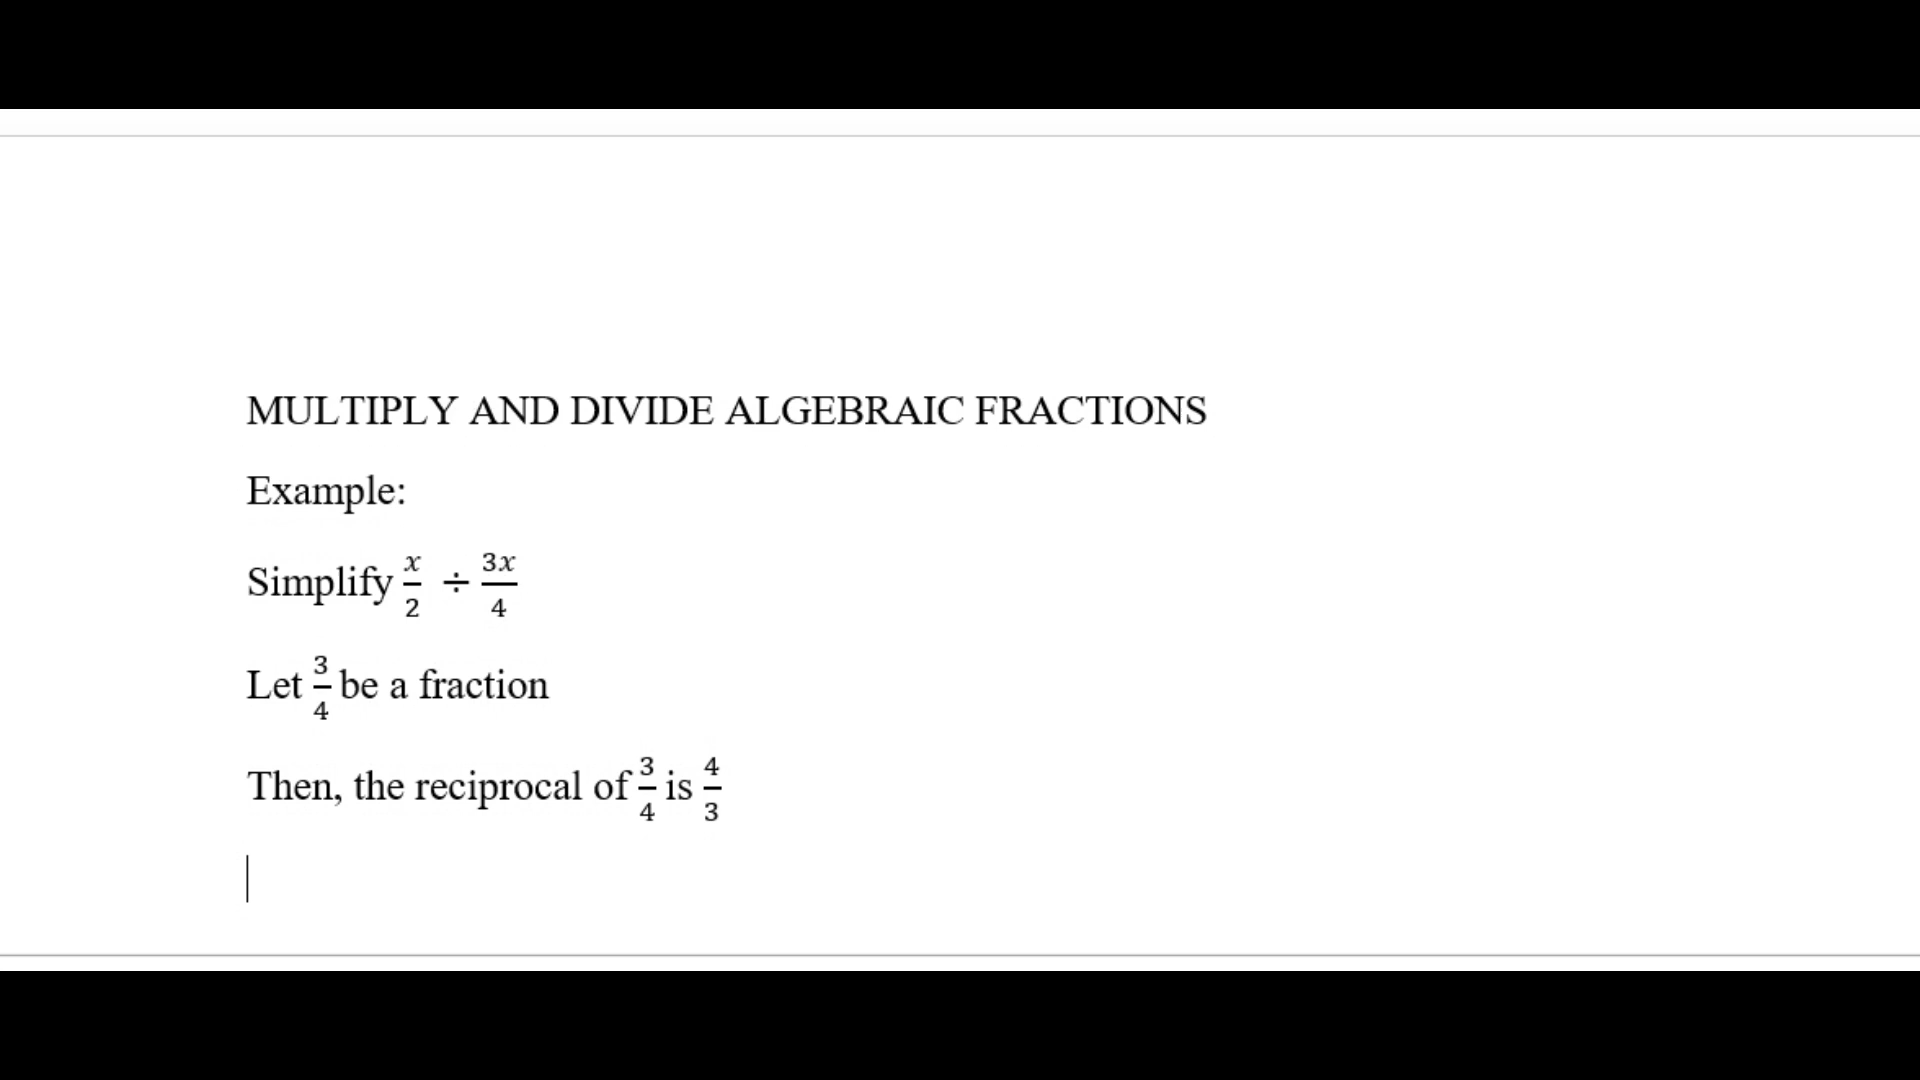 MULTIPLY AND DIVIDE ALGEBRAIC FRACTIONS
Example:
Simplify x/2 ÷ 3x/4
Let 3/4 be a fraction
Then, the reciprocal of 3/4 is 4/3